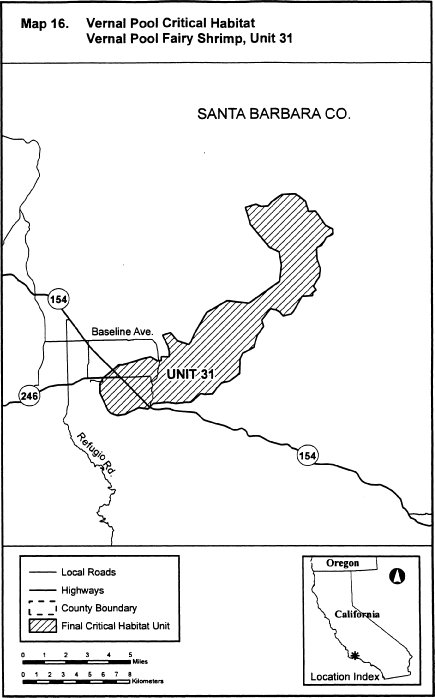 Map 16. Vernal Pool Critical Habitat
Vernal Pool Fairy Shrimp, Unit 31
SANTA BARBARA CO.
154
Baseline Ave.
UNIT 31
246
Refugio Rd
154
Local Roads
Highways
County Boundary
Final Critical Habitat Unit
0 1 2 3 4 5
Miles
0 1 2 3 4 5 6 7 8
Kilometers
Oregon
N
California
Location Index